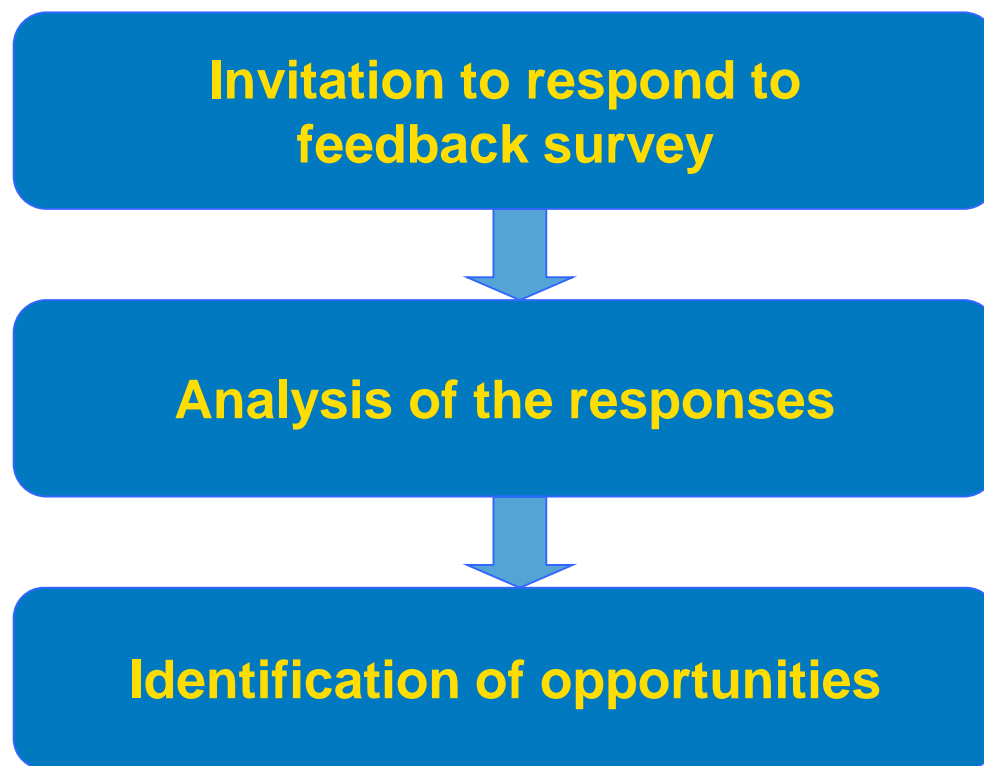 Invitation to respond to
feedback survey
Analysis of the responses
Identification of opportunities